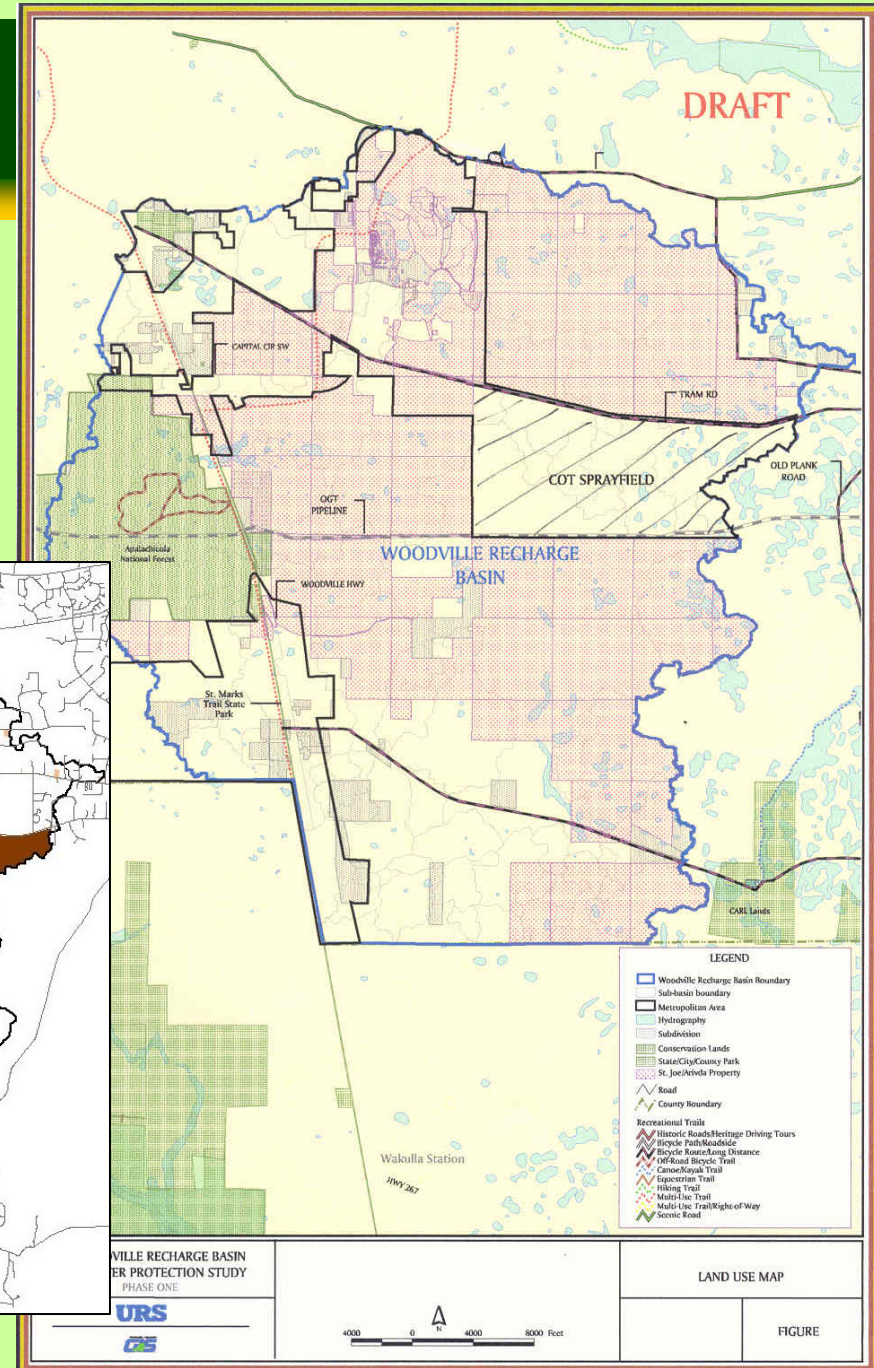 DRAFT
CAPITAL CIR SW
TRAM RD
COT SPRAYFIELD
OLD PLANK
ROAD
OGT
PIPELINE
Apalachicola
National Forest
WOODVILLE RECHARGE
BASIN
WOODVILLE HWY
St. Marks
Trail State
Park
CARL Lands
Wakulla Station
HWY 267
LEGEND
Woodville Recharge Basin Boundary
Sub-basin boundary
Metropolitan Area
Hydrography
Subdivision
Conservation Lands
State/City/County Park
St. Joe/Arivda Property
Road
County Boundary
Recreational Trails
Historic Roads/Heritage Driving Tours
Bicycle Path/Roadside
Bicycle Route/Long Distance
Off-Road Bicycle Trail
Canoe/Kayak Trail
Equestrian Trail
Hiking Trail
Multi-Use Trail
Multi-Use Trail/Right-of-Way
Scenic Road
VILLE RECHARGE BASIN
ER PROTECTION STUDY
PHASE ONE
URS
GIS
N
4000 0 4000 8000 Feet
LAND USE MAP
FIGURE